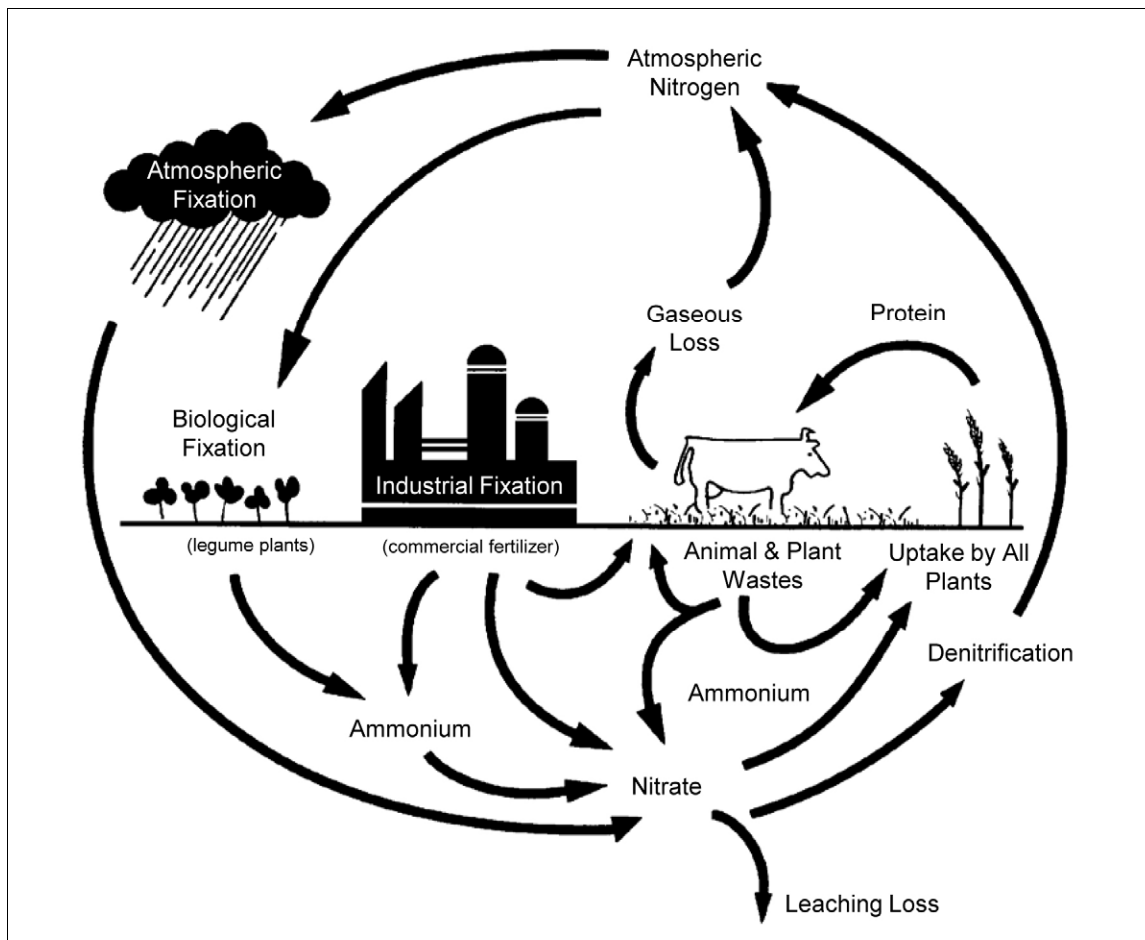 Atmospheric
Nitrogen
Atmospheric
Fixation
Gaseous
Loss
Protein
Biological
Fixation
Industrial Fixation
(legume plants)
(commercial fertilizer)
Animal & Plant
Wastes
Uptake by All
Plants
Denitrification
Ammonium
Ammonium
Nitrate
Leaching Loss